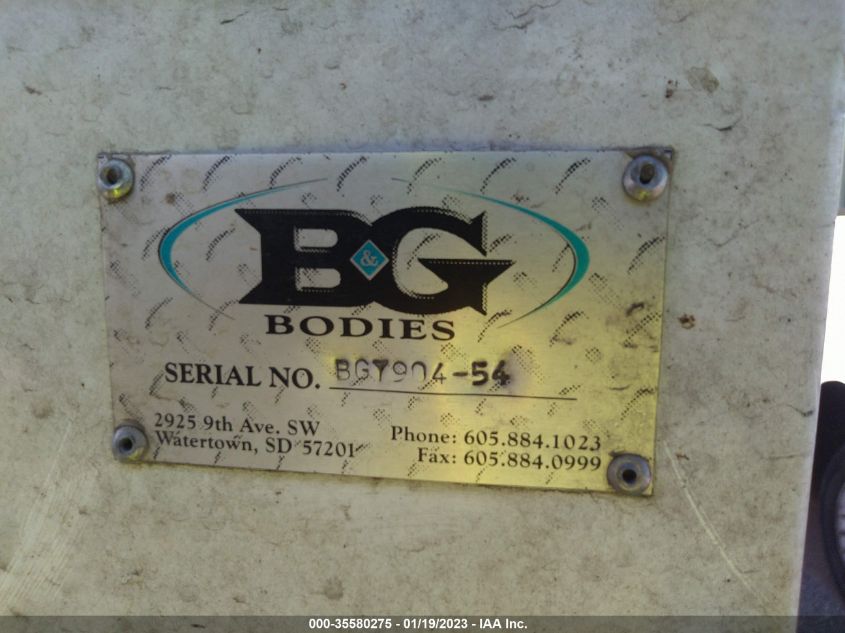 B&G
BODIES
SERIAL NO. BGT904-54
2925 9th Ave. SW
Watertown, SD 57201
Phone: 605.884.1023
Fax: 605.884.0999
000-35580275 - 01/19/2023 - IAA Inc.